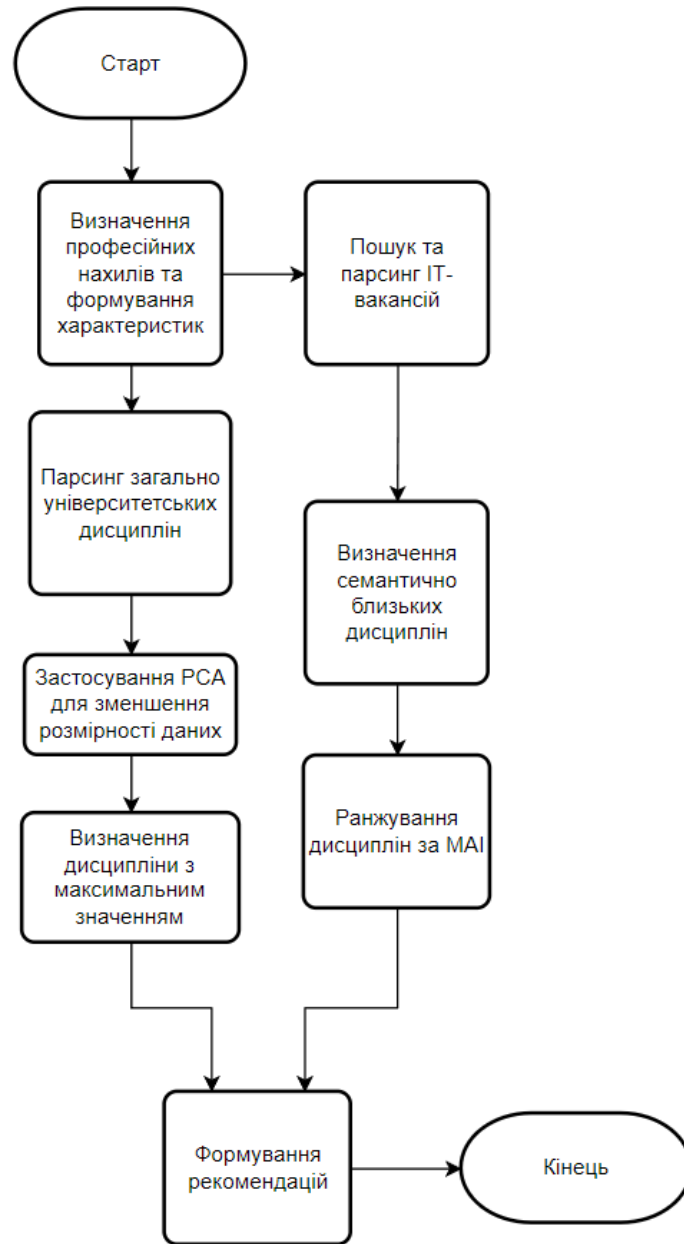 Старт
Визначення
професійних
нахилів та
формування
характеристик
Пошук та
парсинг ІТ-
вакансій
Парсинг загально
університетських
дисциплін
Визначення
семантично
близьких
дисциплін
Застосування PCA
для зменшення
розмірності даних
Ранжування
дисциплін за МАІ
Визначення
дисципліни з
максимальним
значенням
Формування
рекомендацій
Кінець